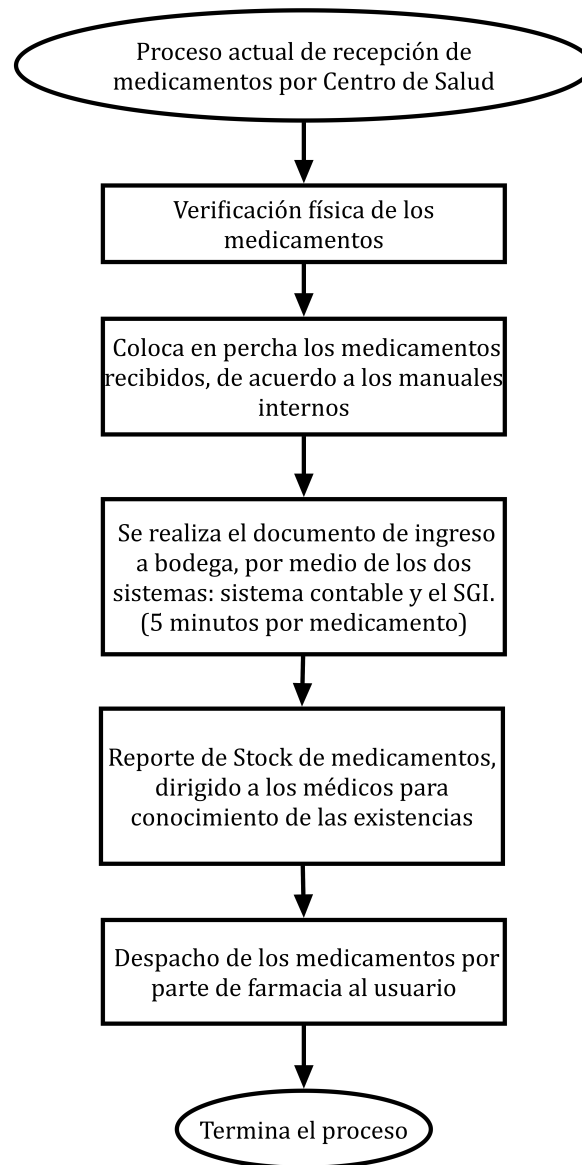 Proceso actual de recepción de
medicamentos por Centro de Salud
Verificación física de los
medicamentos
Coloca en percha los medicamentos
recibidos, de acuerdo a los manuales
internos
Se realiza el documento de ingreso
a bodega, por medio de los dos
sistemas: sistema contable y el SGI.
(5 minutos por medicamento)
Reporte de Stock de medicamentos,
dirigido a los médicos para
conocimiento de las existencias
Despacho de los medicamentos por
parte de farmacia al usuario
Termina el proceso